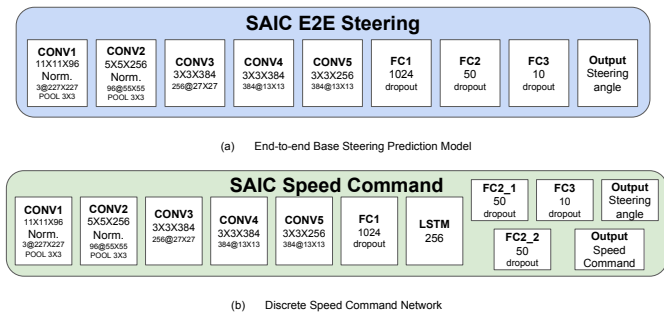 SAIC E2E Steering
CONV1
11X11X96
Norm.
3@227X227
POOL 3X3
CONV2
5X5X256
Norm.
96@55X55
POOL 3X3
CONV3
3X3X384
256@27X27
CONV4
3X3X384
384@13X13
CONV5
3X3X256
384@13X13
FC1
1024
dropout
FC2
50
dropout
FC3
10
dropout
Output
Steering
angle
(a) End-to-end Base Steering Prediction Model
SAIC Speed Command
CONV1
11X11X96
Norm.
3@227X227
POOL 3X3
CONV2
5X5X256
Norm.
96@55X55
POOL 3X3
CONV3
3X3X384
256@27X27
CONV4
3X3X384
384@13X13
CONV5
3X3X256
384@13X13
FC1
1024
dropout
LSTM
256
FC2_1
50
dropout
FC3
10
dropout
Output
Steering
angle
FC2_2
50
dropout
Output
Speed
Command
(b) Discrete Speed Command Network